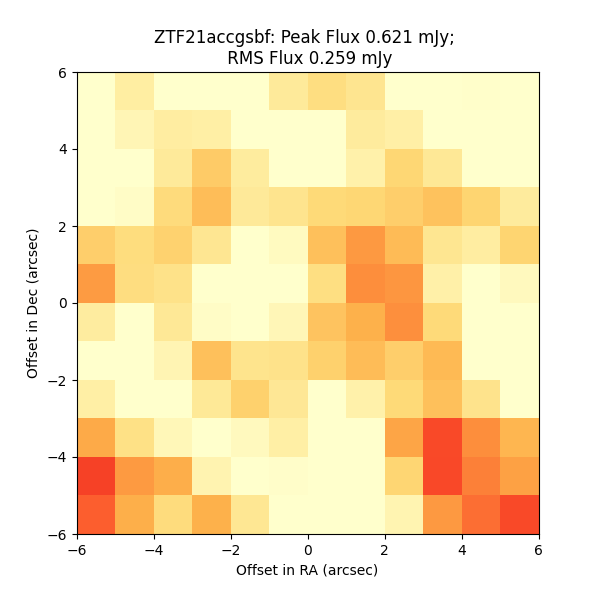 ZTF21accgsbf: Peak Flux 0.621 mJy;
RMS Flux 0.259 mJy
6
4
2
0
−2
−4
−6
Offset in Dec (arcsec)
−6 −4 −2 0 2 4 6
Offset in RA (arcsec)